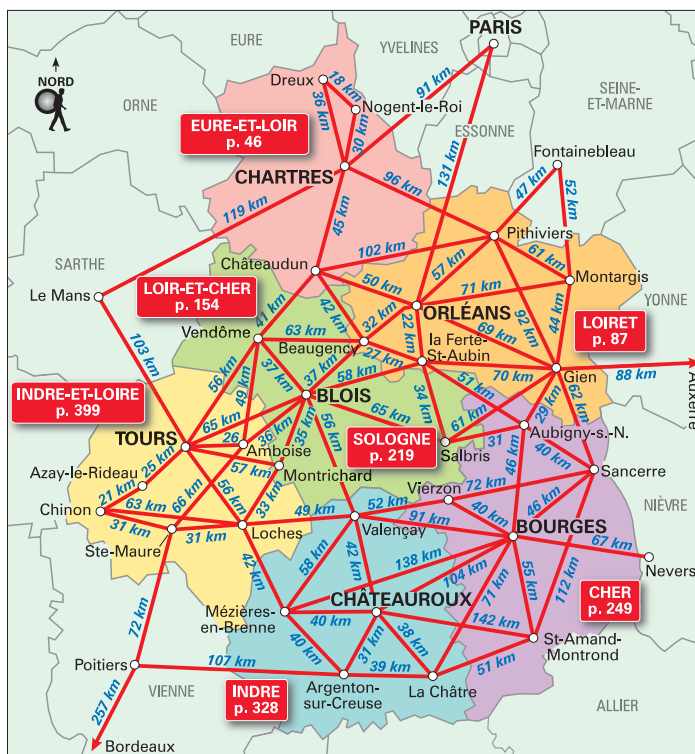 PARIS
EURE
YVELINES
NORD
Dreux
18 km
91 km
SEINE-
ET-MARNE
36 km
Nogent-le-Roi
ORNE
30 km
ESSONNE
EURE-ET-LOIR
p. 46
131 km
Fontainebleau
CHARTRES
47 km
52 km
96 km
119 km
45 km
Pithiviers
102 km
61 km
SARTHE
Châteaudun
57 km
Montargis
LOIR-ET-CHER
p. 154
50 km
71 km
YONNE
Le Mans
92 km
41 km
42 km
32 km
ORLÉANS
44 km
LOIRET
p. 87
Vendôme
63 km
22 km
69 km
Beaugency
27 km
la Ferté-
St-Aubin
103 km
37 km
37 km
58 km
70 km
Gien
88 km
Auxerre
56 km
49 km
34 km
51 km
INDRE-ET-LOIRE
p. 399
BLOIS
65 km
61 km
29 km
62 km
65 km
36 km
56 km
SOLOGNE
p. 219
31
Aubigny-s.-N.
TOURS
26
Amboise
35 km
Salbris
46 km
40 km
Azay-le-Rideau
25 km
57 km
Montrichard
Sancerre
21 km
66 km
56 km
33 km
Vierzon
72 km
NIÈVRE
Chinon
63 km
49 km
52 km
40 km
46 km
31 km
Valençay
91 km
BOURGES
Ste-Maure
31 km
Loches
67 km
Nevers
58 km
42 km
138 km
104 km
55 km
112 km
42 km
71 km
CHER
p. 249
Mézières-
en-Brenne
CHÂTEAUROUX
40 km
142 km
72 km
40 km
31 km
38 km
St-Amand-
Montrond
Poitiers
107 km
39 km
51 km
VIENNE
INDRE
p. 328
Argenton-
sur-Creuse
La Châtre
257 km
ALLIER
Bordeaux